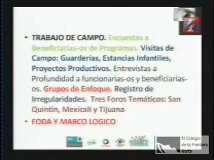 • TRABAJO DE CAMPO. Encuestas a
Beneficiarias-os de Programas. Visitas de
Campo: Guarderías, Estancias Infantiles,
Proyectos Productivos. Entrevistas a
Profundidad a funcionarias-os y beneficiarias-
os. Grupos de Enfoque. Registro de
Irregularidades. Tres Foros Temáticos: San
Quintín, Mexicali y Tijuana
• FODA Y MARCO LOGICO
El Colegio
de la Frontera
Norte